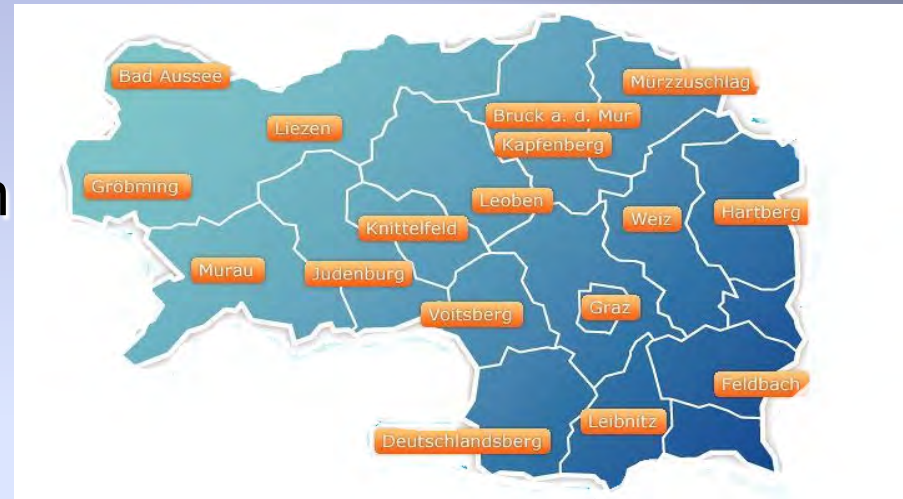 Bad Aussee
Mürzzuschlag
Bruck a. d. Mur
Liezen
Kapfenberg
Gröbming
n
Leoben
Weiz
Hartberg
Knittelfeld
Murau
Judenburg
Voitsberg
Graz
Feldbach
Leibnitz
Deutschlandsberg